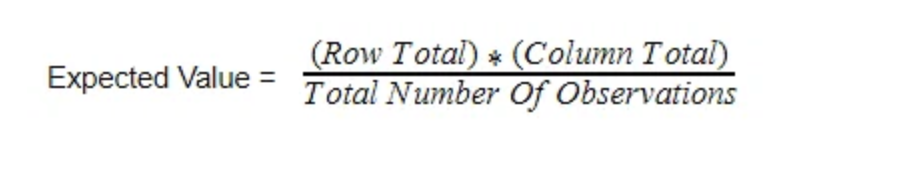 (Row Total) * (Column Total)
Expected Value =
Total Number Of Observations